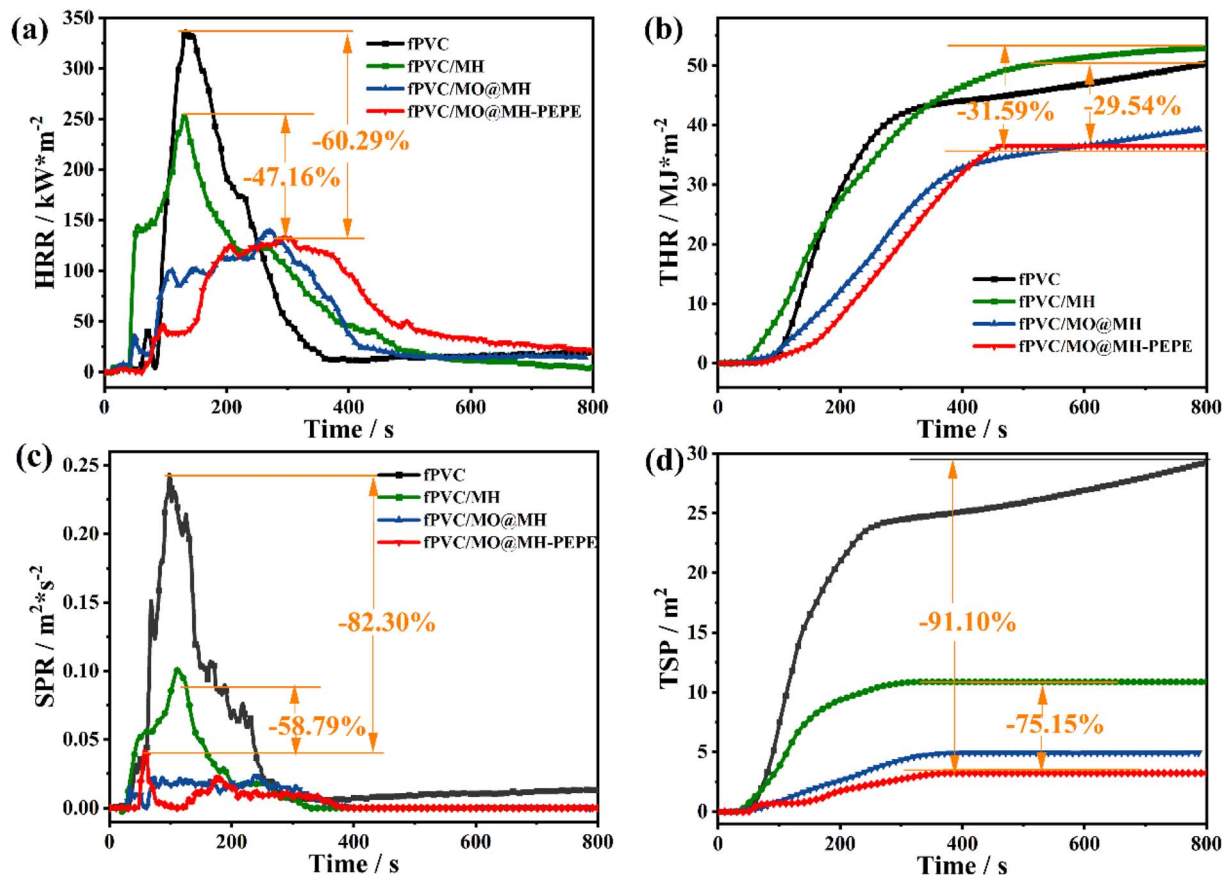 (a)
350
300
250
200
150
100
50
0
HRR / kW*m-2
fPVC
fPVC/MH
fPVC/MO@MH
fPVC/MO@MH-PEPE
-60.29%
-47.16%
0 200 400 600 800
Time / s
(b)
50
40
30
20
10
0
THR / MJ*m-2
-31.59%
-29.54%
fPVC
fPVC/MH
fPVC/MO@MH
fPVC/MO@MH-PEPE
0 200 400 600 800
Time / s
(c)
0.25
0.20
0.15
0.10
0.05
0.00
SPR / m2*s-2
fPVC
fPVC/MH
fPVC/MO@MH
fPVC/MO@MH-PEPE
-82.30%
-58.79%
0 200 400 600 800
Time / s
(d)
30
25
20
15
10
5
0
TSP / m2
-91.10%
-75.15%
0 200 400 600 800
Time / s